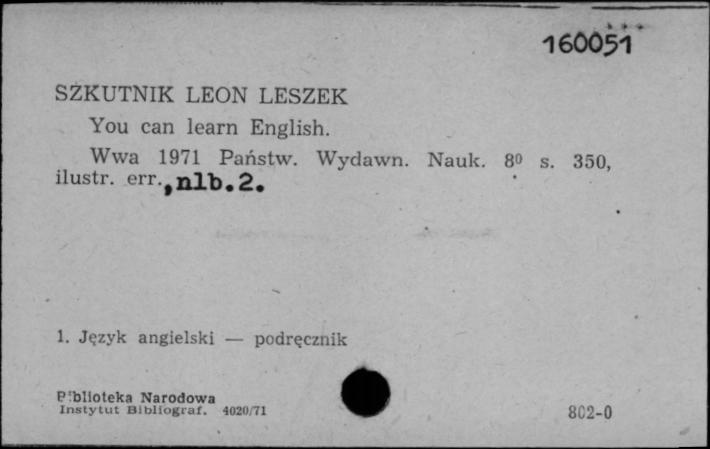 160051
SZKUTNIK LEON LESZEK
You can learn English.
Wwa 1971 Państw. Wydawn. Nauk. 8⁰ s. 350,
ilustr. err., nlb. 2.
1. Język angielski — podręcznik
Biblioteka Narodowa
Instytut Bibliograf. 4020/71
802-0